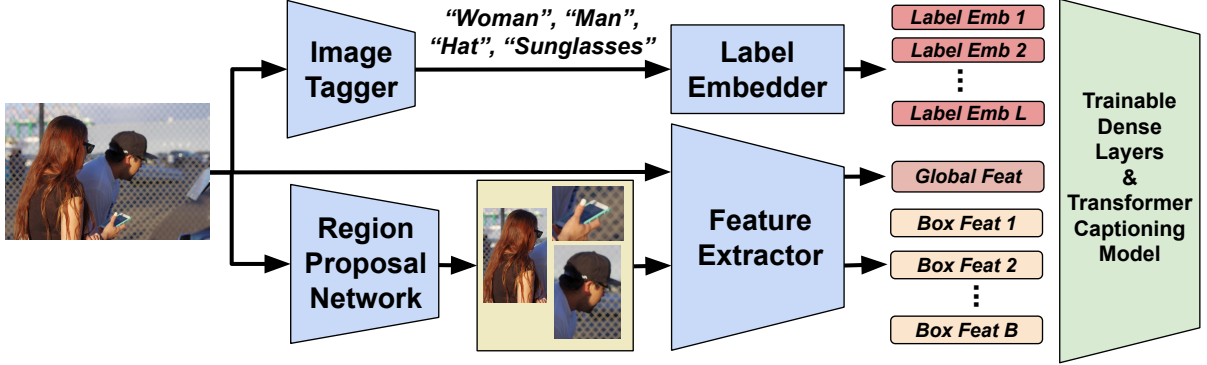 “Woman”, “Man”,
“Hat”, “Sunglasses”
Image
Tagger
Label
Embedder
Label Emb 1
Label Emb 2
Label Emb L
Region
Proposal
Network
Feature
Extractor
Global Feat
Box Feat 1
Box Feat 2
Box Feat B
Trainable
Dense
Layers
&
Transformer
Captioning
Model